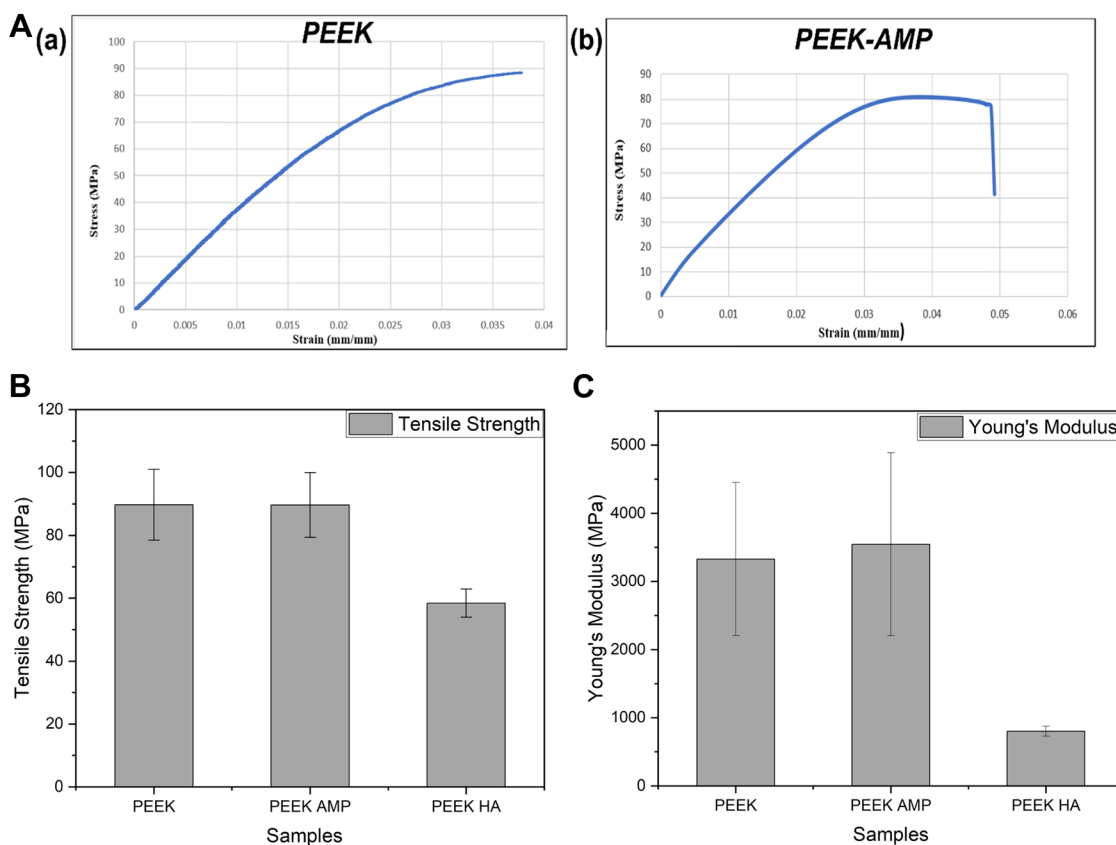 A
(a)
PEEK
100
90
80
70
60
50
40
30
20
10
0
Stress (MPa)
0 0.005 0.01 0.015 0.02 0.025 0.03 0.035 0.04
Strain (mm/mm)
(b)
PEEK-AMP
90
80
70
60
50
40
30
20
10
0
Stress (MPa)
0 0.01 0.02 0.03 0.04 0.05 0.06
Strain (mm/mm)
B
Tensile Strength
120
100
80
60
40
20
0
Tensile Strength (MPa)
PEEK PEEK AMP PEEK HA
Samples
C
Young's Modulus
5000
4000
3000
2000
1000
0
Young's Modulus (MPa)
PEEK PEEK AMP PEEK HA
Samples